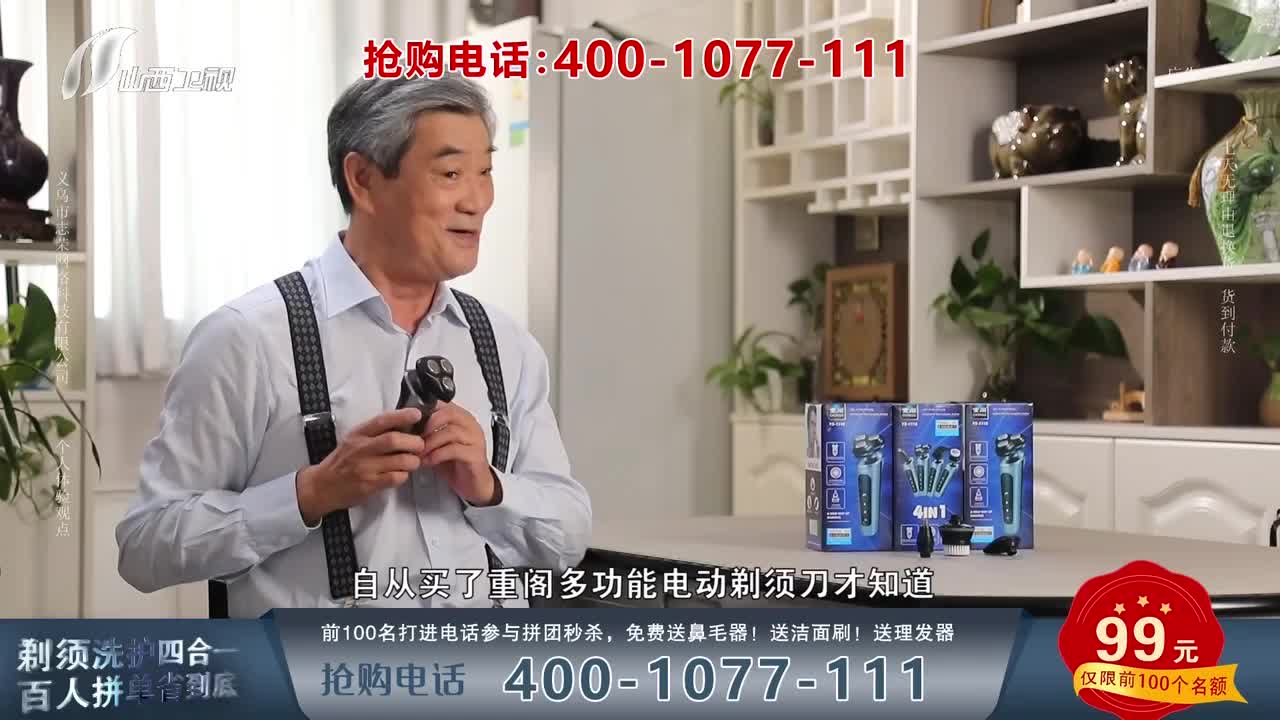 抢购电话:400-1077-111
山西卫视
广告
义乌市志荣网络科技有限公司 个人体验观点
七天无理由退换 货到付款
4IN1
自从买了重阁多功能电动剃须刀才知道
前100名打进电话参与拼团秒杀，免费送鼻毛器！送洁面刷！送理发器
剃须洗护四合一
百人拼单省到底
抢购电话 400-1077-111
99元
仅限前100个名额